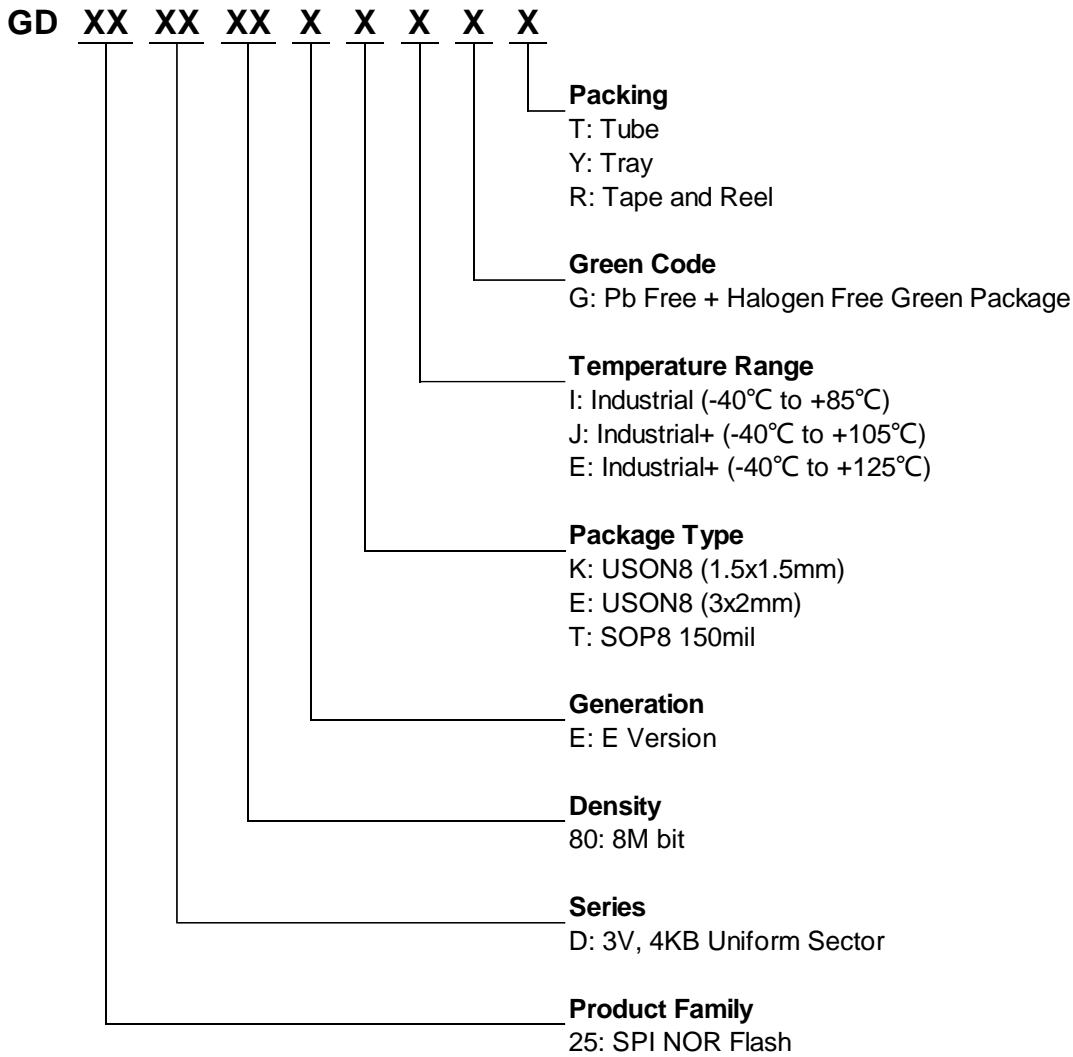 GD XX XX XX X X X X X
Packing
T: Tube
Y: Tray
R: Tape and Reel
Green Code
G: Pb Free + Halogen Free Green Package
Temperature Range
I: Industrial (-40℃ to +85℃)
J: Industrial+ (-40℃ to +105℃)
E: Industrial+ (-40℃ to +125℃)
Package Type
K: USON8 (1.5x1.5mm)
E: USON8 (3x2mm)
T: SOP8 150mil
Generation
E: E Version
Density
80: 8M bit
Series
D: 3V, 4KB Uniform Sector
Product Family
25: SPI NOR Flash